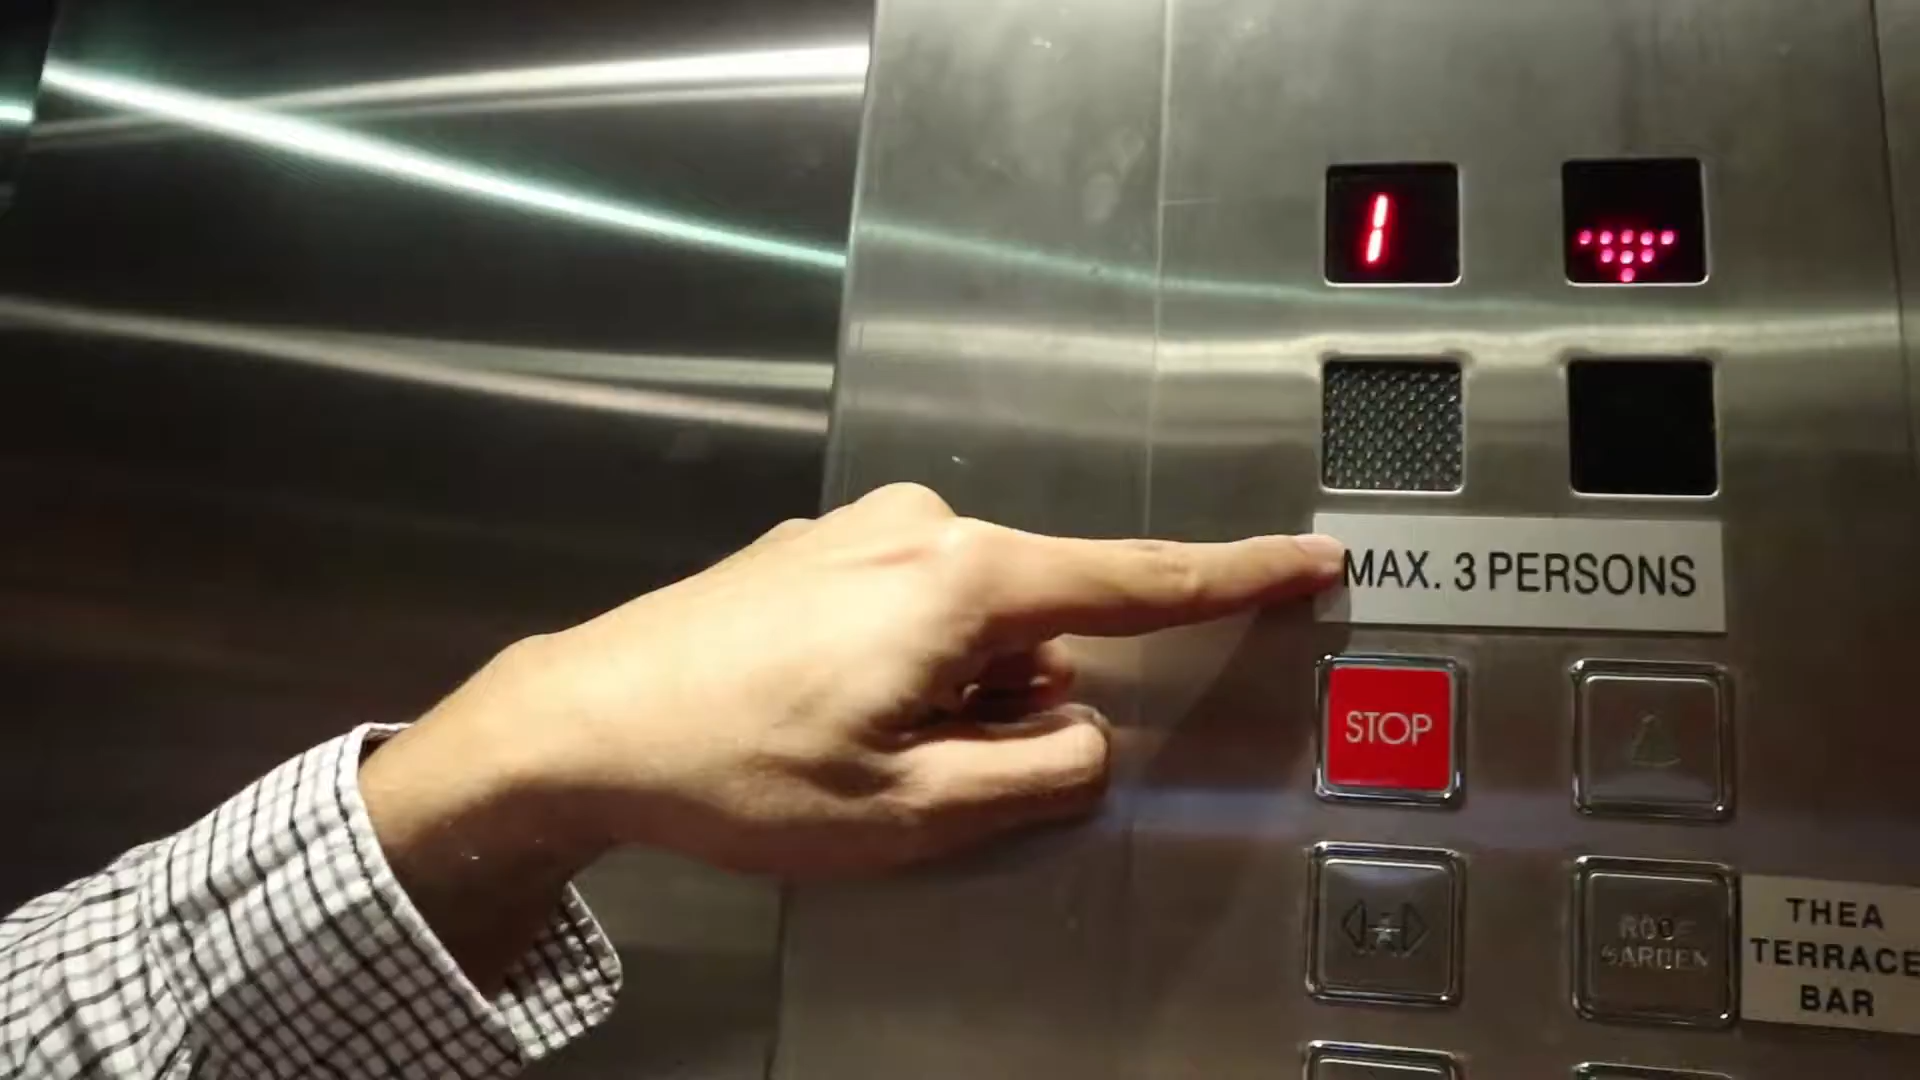 1
MAX. 3 PERSONS
STOP
ROOF
GARDEN
THEA
TERRACE
BAR